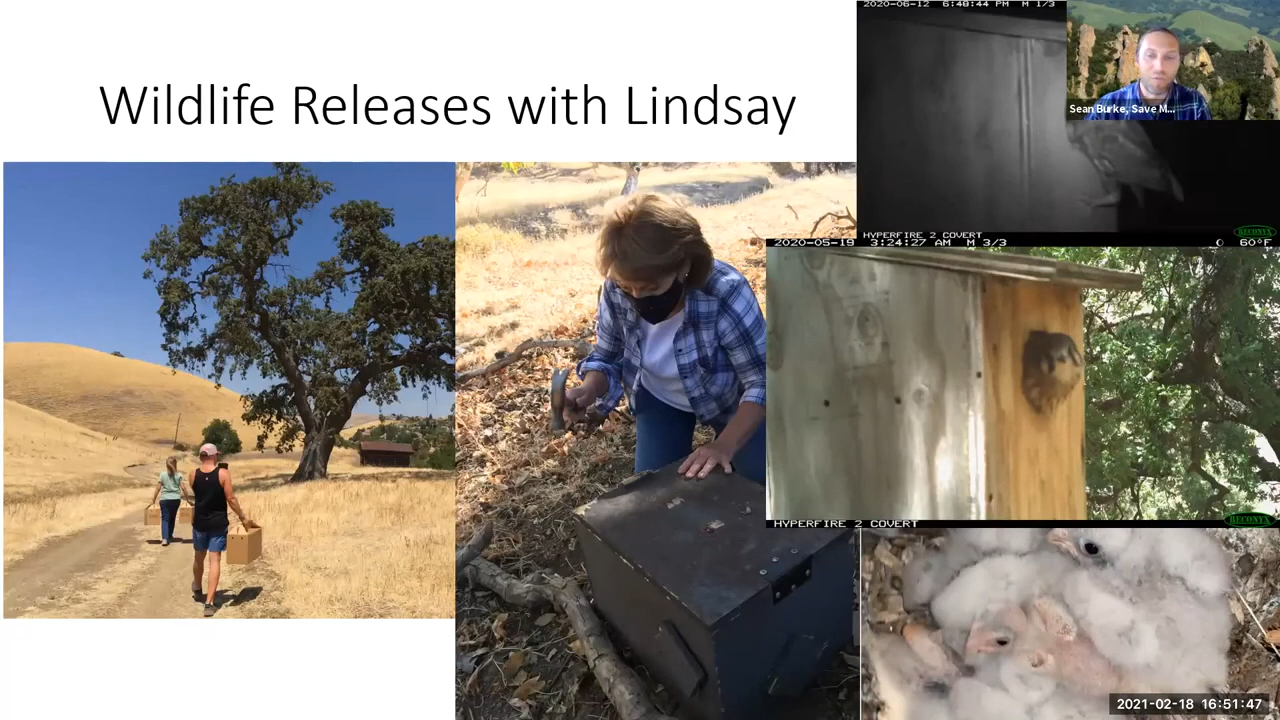 Wildlife Releases with Lindsay
2020-06-12 6:48:44 PM M 1/3
Sean Burke, Save M...
HYPERFIRE 2 COVERT
RECONYX
2020-05-19 3:24:27 AM M 3/3
60°F
HYPERFIRE 2 COVERT
RECONYX
2021-02-18 16:51:47